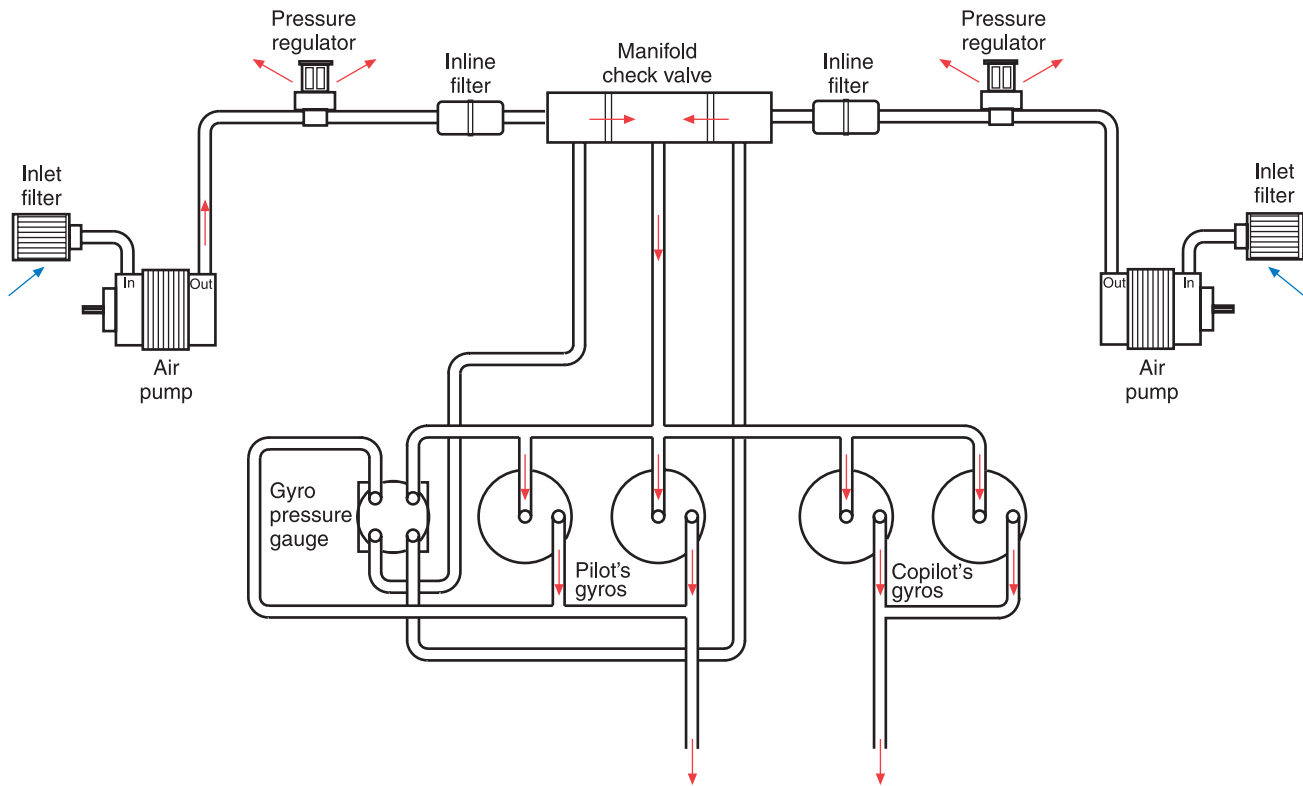 Pressure
regulator
Inline
filter
Manifold
check valve
Inline
filter
Pressure
regulator
Inlet
filter
Inlet
filter
In
Out
Out
In
Air
pump
Air
pump
Gyro
pressure
gauge
Pilot's
gyros
Copilot's
gyros